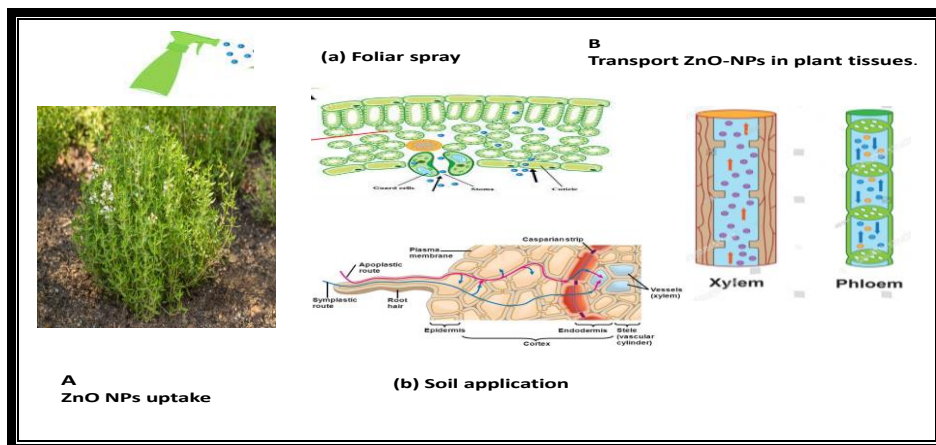 (a) Foliar spray
B
Transport ZnO-NPs in plant tissues.
Guard cells
Stoma
Cuticle
Casparian strip
Plasma
membrane
Apoplastic
route
Symplastic
route
Root
hair
Vessels
(xylem)
Epidermis
Endodermis
Stele
(vascular
cylinder)
Cortex
Xylem
Phloem
A
ZnO NPs uptake
(b) Soil application